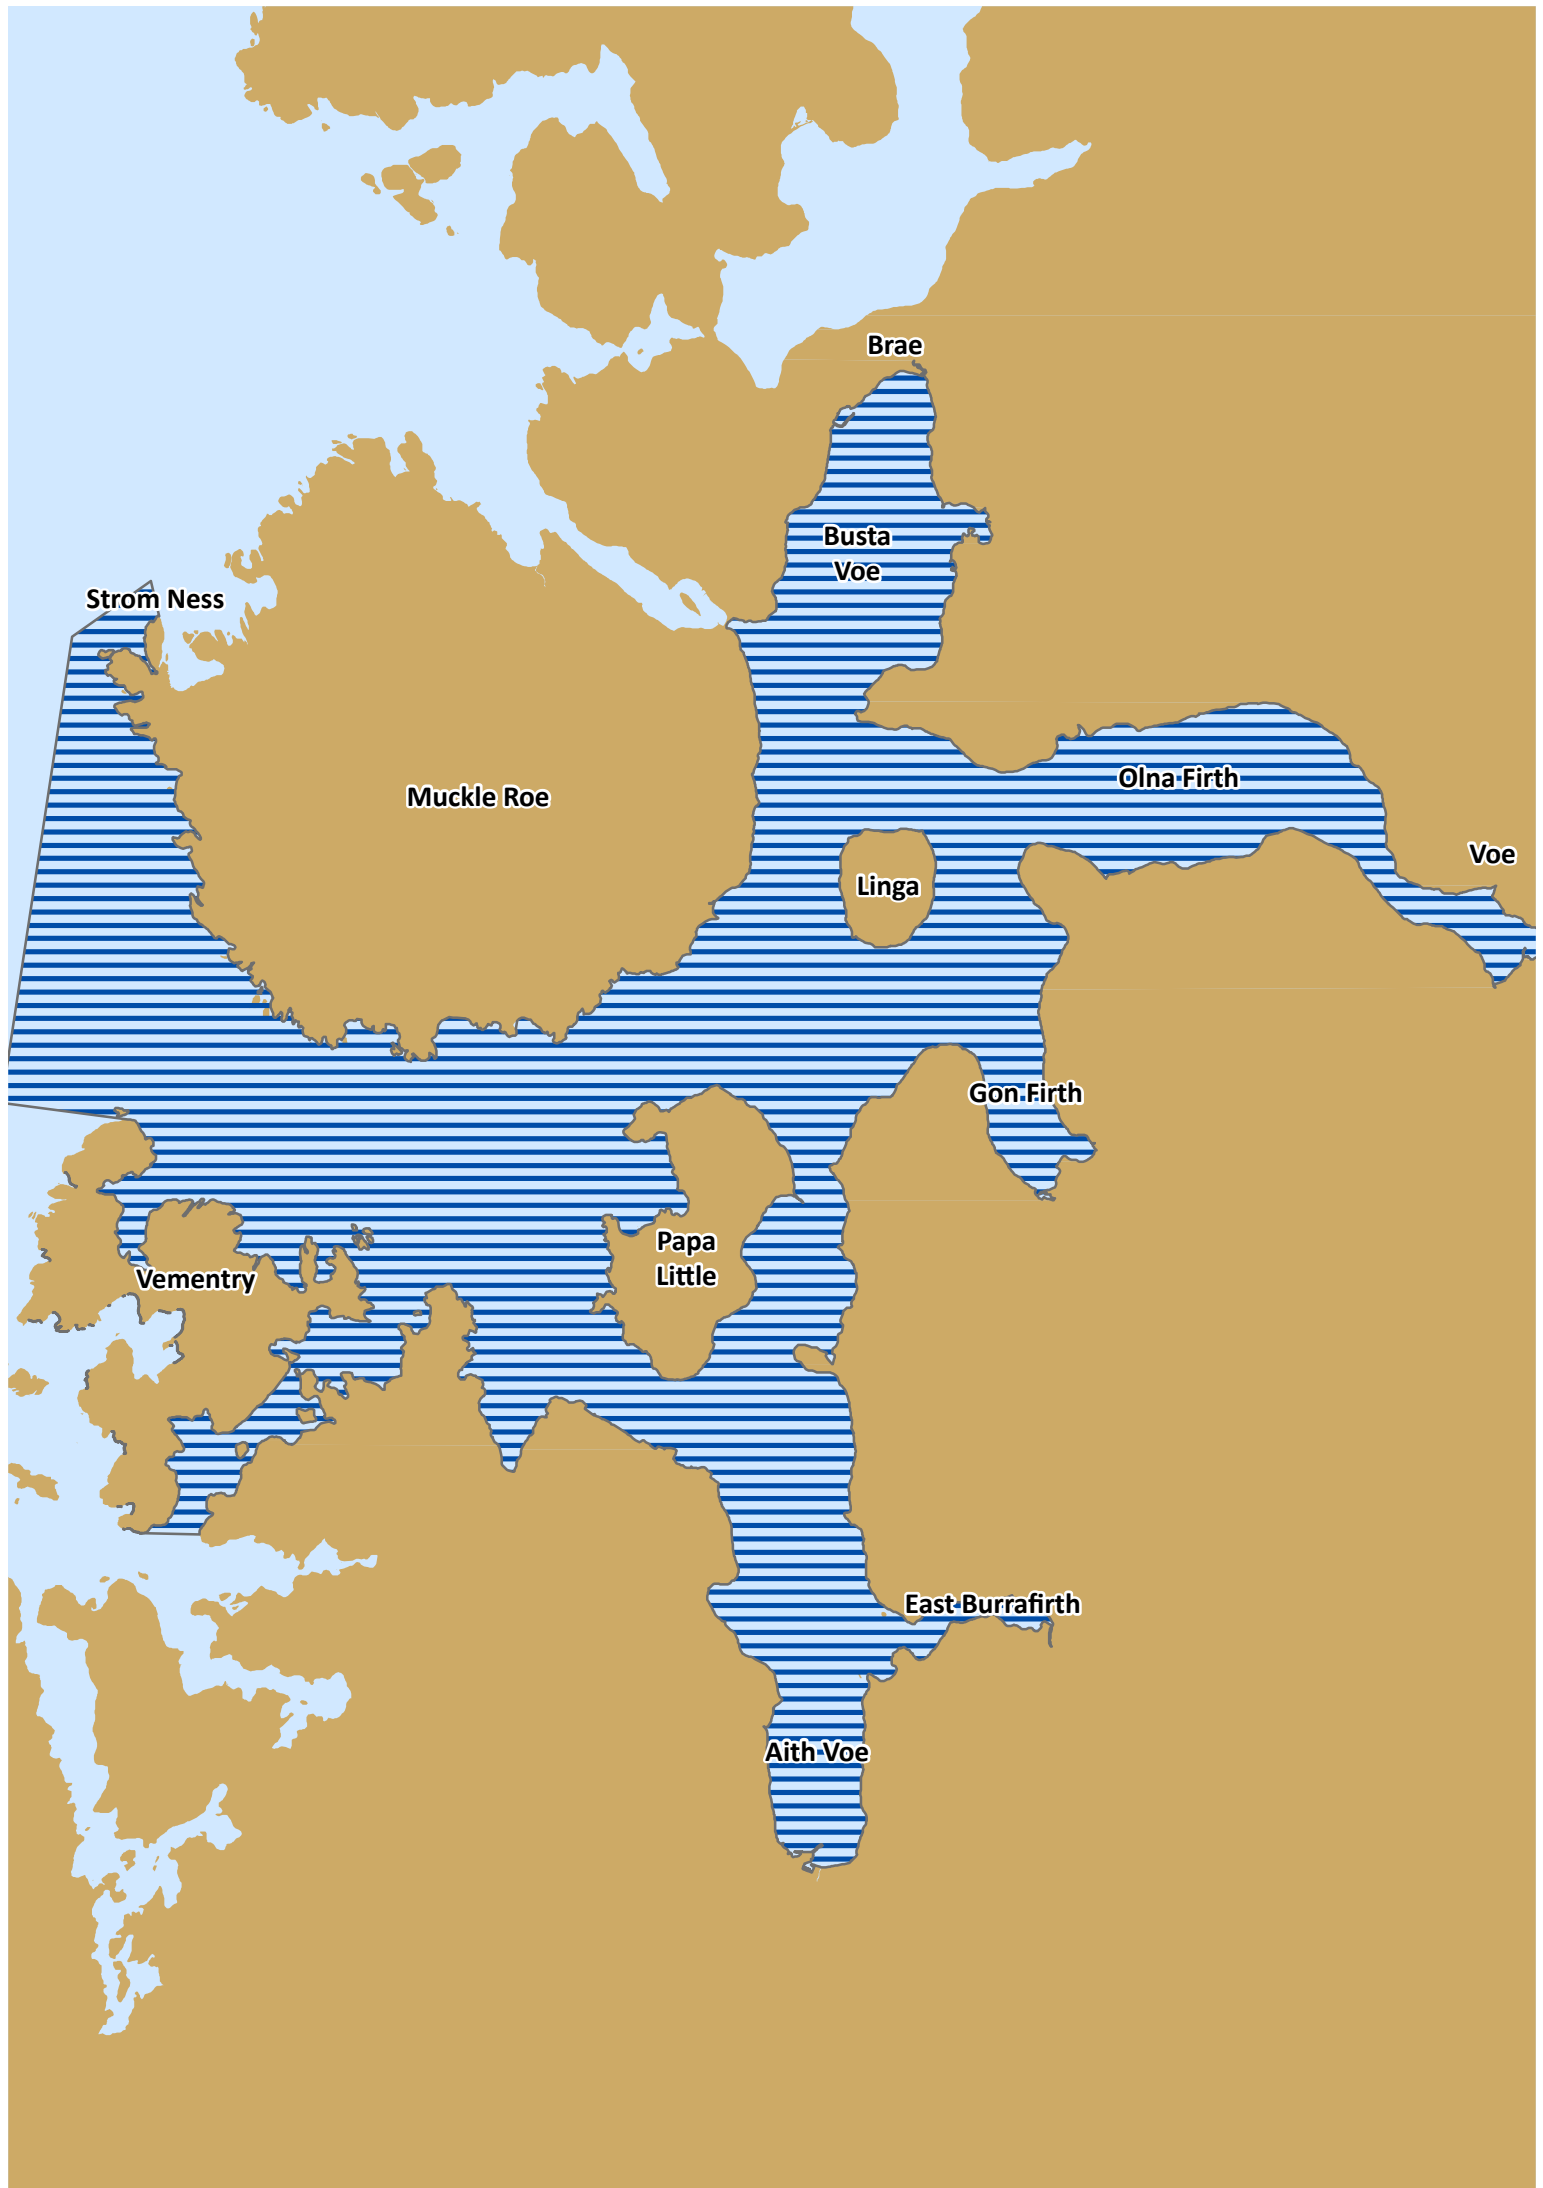 Brae
Busta
Voe
Strom Ness
Olna Firth
Muckle Roe
Voe
Linga
Gon Firth
Papa
Little
Vementry
East Burrafirth
Aith Voe